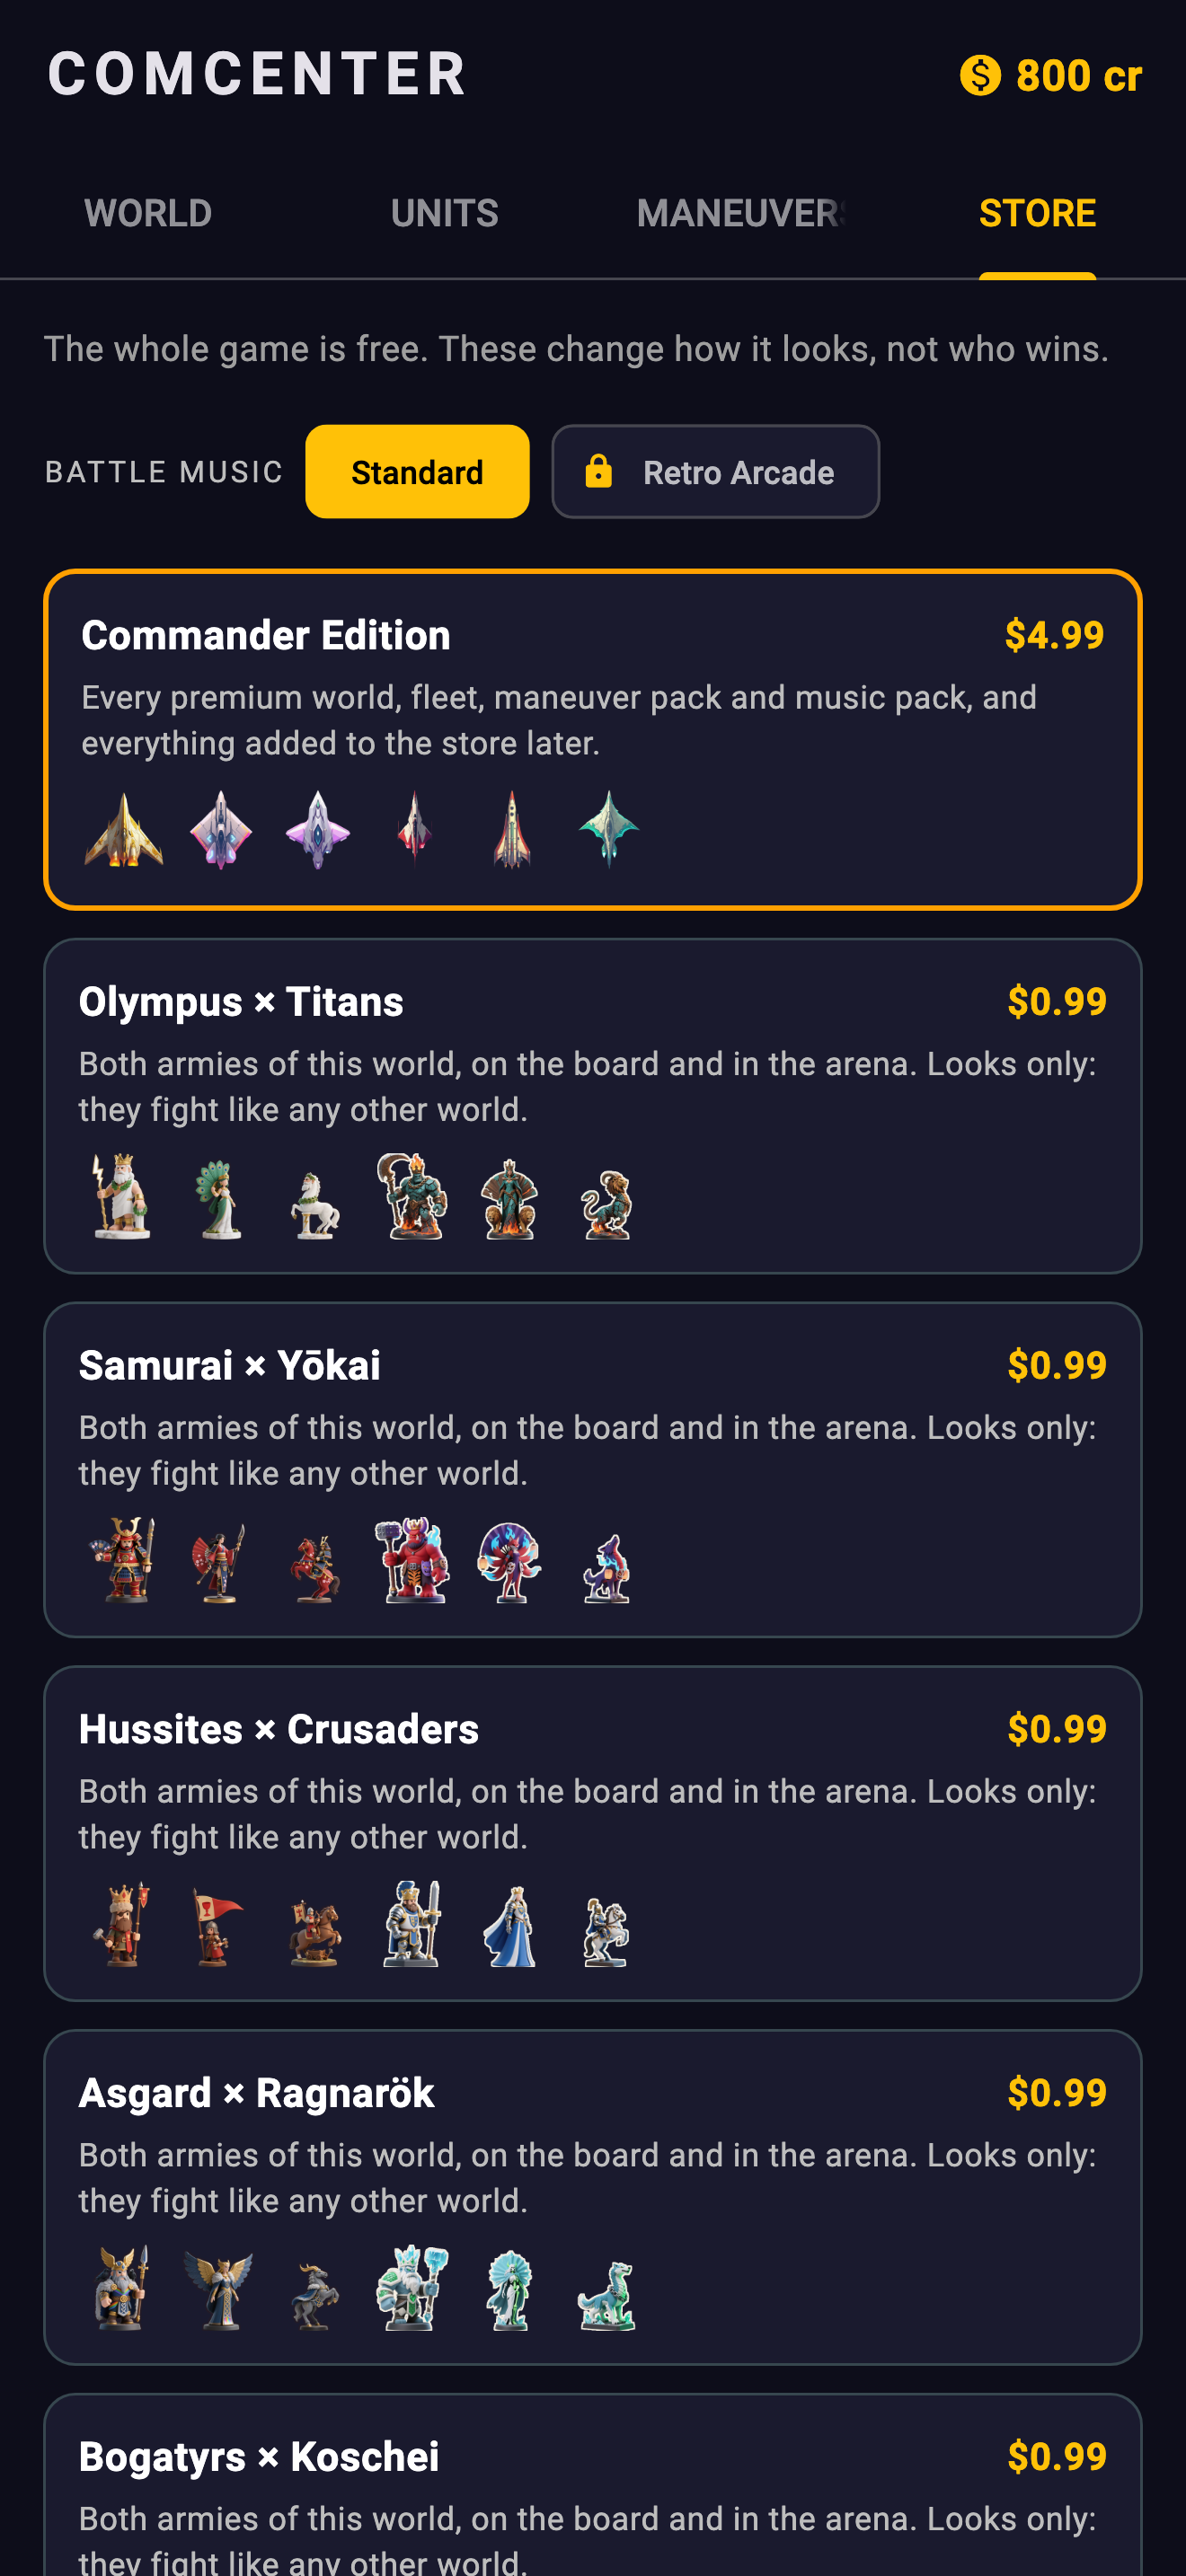 COMCENTER
$ 800 cr
WORLD UNITS MANEUVERS STORE
The whole game is free. These change how it looks, not who wins.
BATTLE MUSIC Standard Retro Arcade
Commander Edition $4.99
Every premium world, fleet, maneuver pack and music pack, and
everything added to the store later.
Olympus × Titans $0.99
Both armies of this world, on the board and in the arena. Looks only:
they fight like any other world.
Samurai × Yōkai $0.99
Both armies of this world, on the board and in the arena. Looks only:
they fight like any other world.
Hussites × Crusaders $0.99
Both armies of this world, on the board and in the arena. Looks only:
they fight like any other world.
Asgard × Ragnarök $0.99
Both armies of this world, on the board and in the arena. Looks only:
they fight like any other world.
Bogatyrs × Koschei $0.99
Both armies of this world, on the board and in the arena. Looks only:
they fight like any other world.